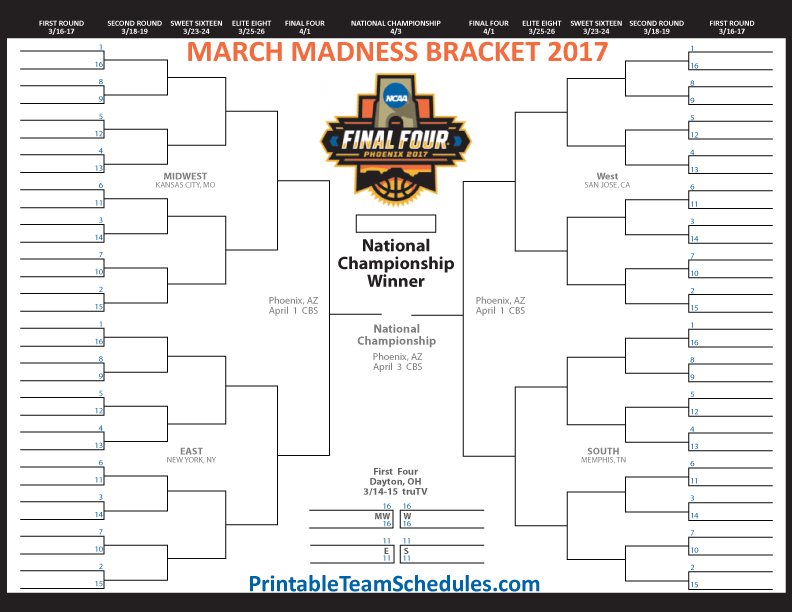 FIRST ROUND SECOND ROUND SWEET SIXTEEN ELITE EIGHT FINAL FOUR NATIONAL CHAMPIONSHIP FINAL FOUR ELITE EIGHT SWEET SIXTEEN SECOND ROUND FIRST ROUND
3/16-17 3/18-19 3/23-24 3/25-26 4/1 4/3 4/1 3/25-26 3/23-24 3/18-19 3/16-17
MARCH MADNESS BRACKET 2017
1
16
8
9
5
12
4
13
6
11
3
14
7
10
2
15
MIDWEST
KANSAS CITY, MO
1
16
8
9
5
12
4
13
6
11
3
14
7
10
2
15
EAST
NEW YORK, NY
Phoenix, AZ
April 1 CBS
NCAA
FINAL FOUR
PHOENIX 2017
National
Championship
Winner
National
Championship
Phoenix, AZ
April 3 CBS
First Four
Dayton, OH
3/14-15 truTV
16 16
MW W
16 16
11 11
E S
11 11
Phoenix, AZ
April 1 CBS
1
16
8
9
5
12
4
13
6
11
3
14
7
10
2
15
West
SAN JOSE, CA
1
16
8
9
5
12
4
13
6
11
3
14
7
10
2
15
SOUTH
MEMPHIS, TN
PrintableTeamSchedules.com